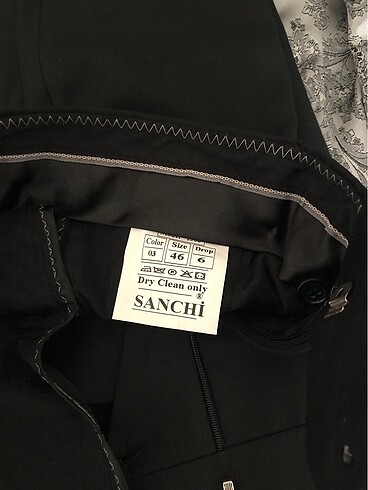 Color Size Drop
03 46 6
Dry Clean only
®
SANCHİ